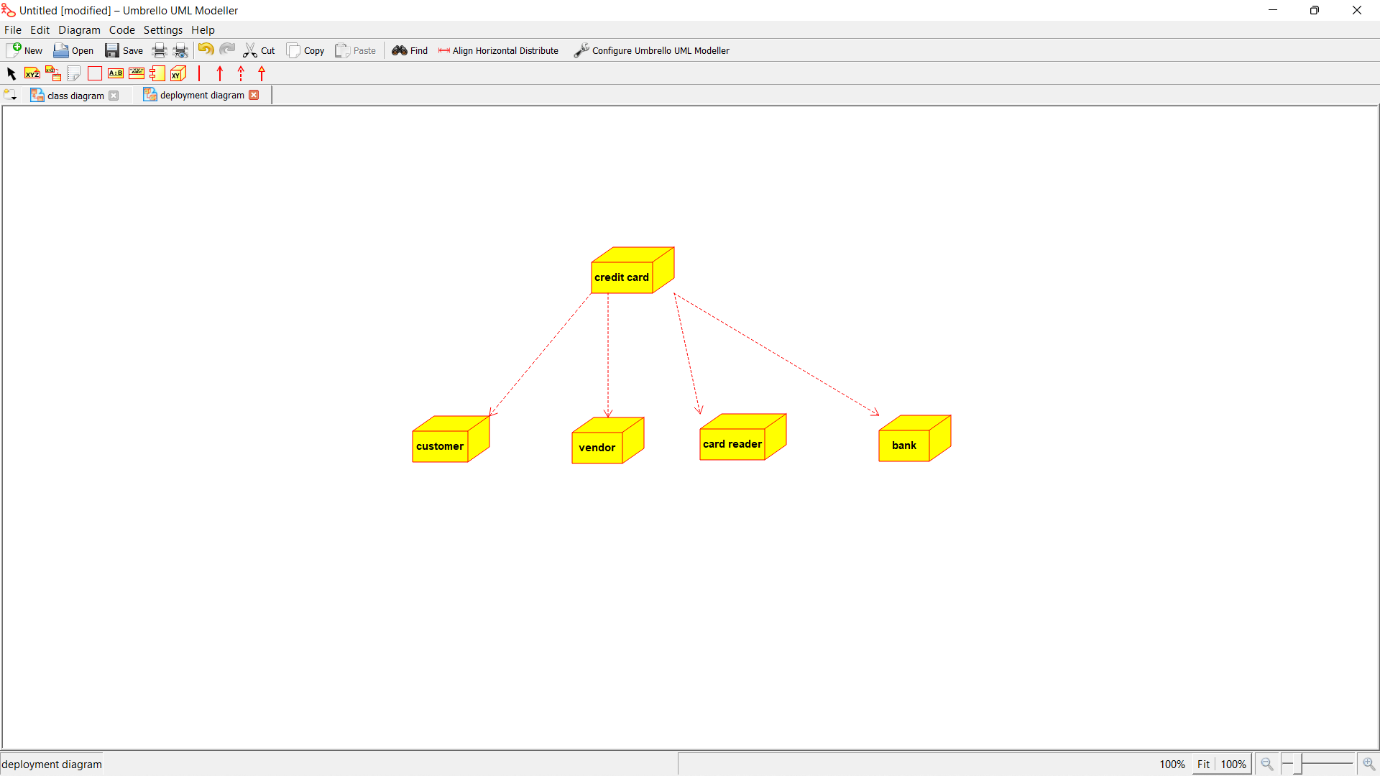 Untitled [modified] – Umbrello UML Modeller
File Edit Diagram Code Settings Help
New Open Save Cut Copy Paste Find Align Horizontal Distribute Configure Umbrello UML Modeller
class diagram deployment diagram
credit card
customer vendor card reader bank
deployment diagram 100% Fit 100%